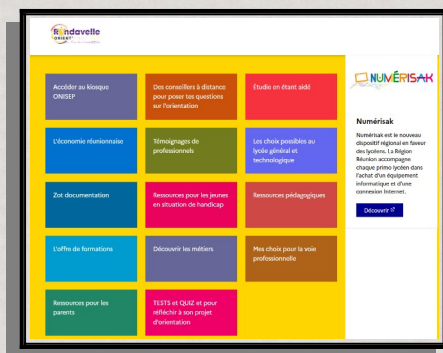 Rondavelle
ORIENT'
Accéder au kiosque
ONISEP
Des conseillers à distance
pour poser tes questions
sur l'orientation
Étudie en étant aidé
L'économie réunionnaise
Témoignages de
professionnels
Les choix possibles au
lycée général et
technologique
Zot documentation
Ressources pour les jeunes
en situation de handicap
Ressources pédagogiques
L'offre de formations
Découvrir les métiers
Mes choix pour la voie
professionnelle
Ressources pour les
parents
TESTS et QUIZ et pour
réfléchir à son projet
d'orientation
NUMÉRISAK
Numérisak
Numérisak est le nouveau
dispositif régional en faveur
des lycéens. La Région
Réunion accompagne
chaque primo lycéen dans
l'achat d'un équipement
informatique et d'une
connexion Internet.
Découvrir